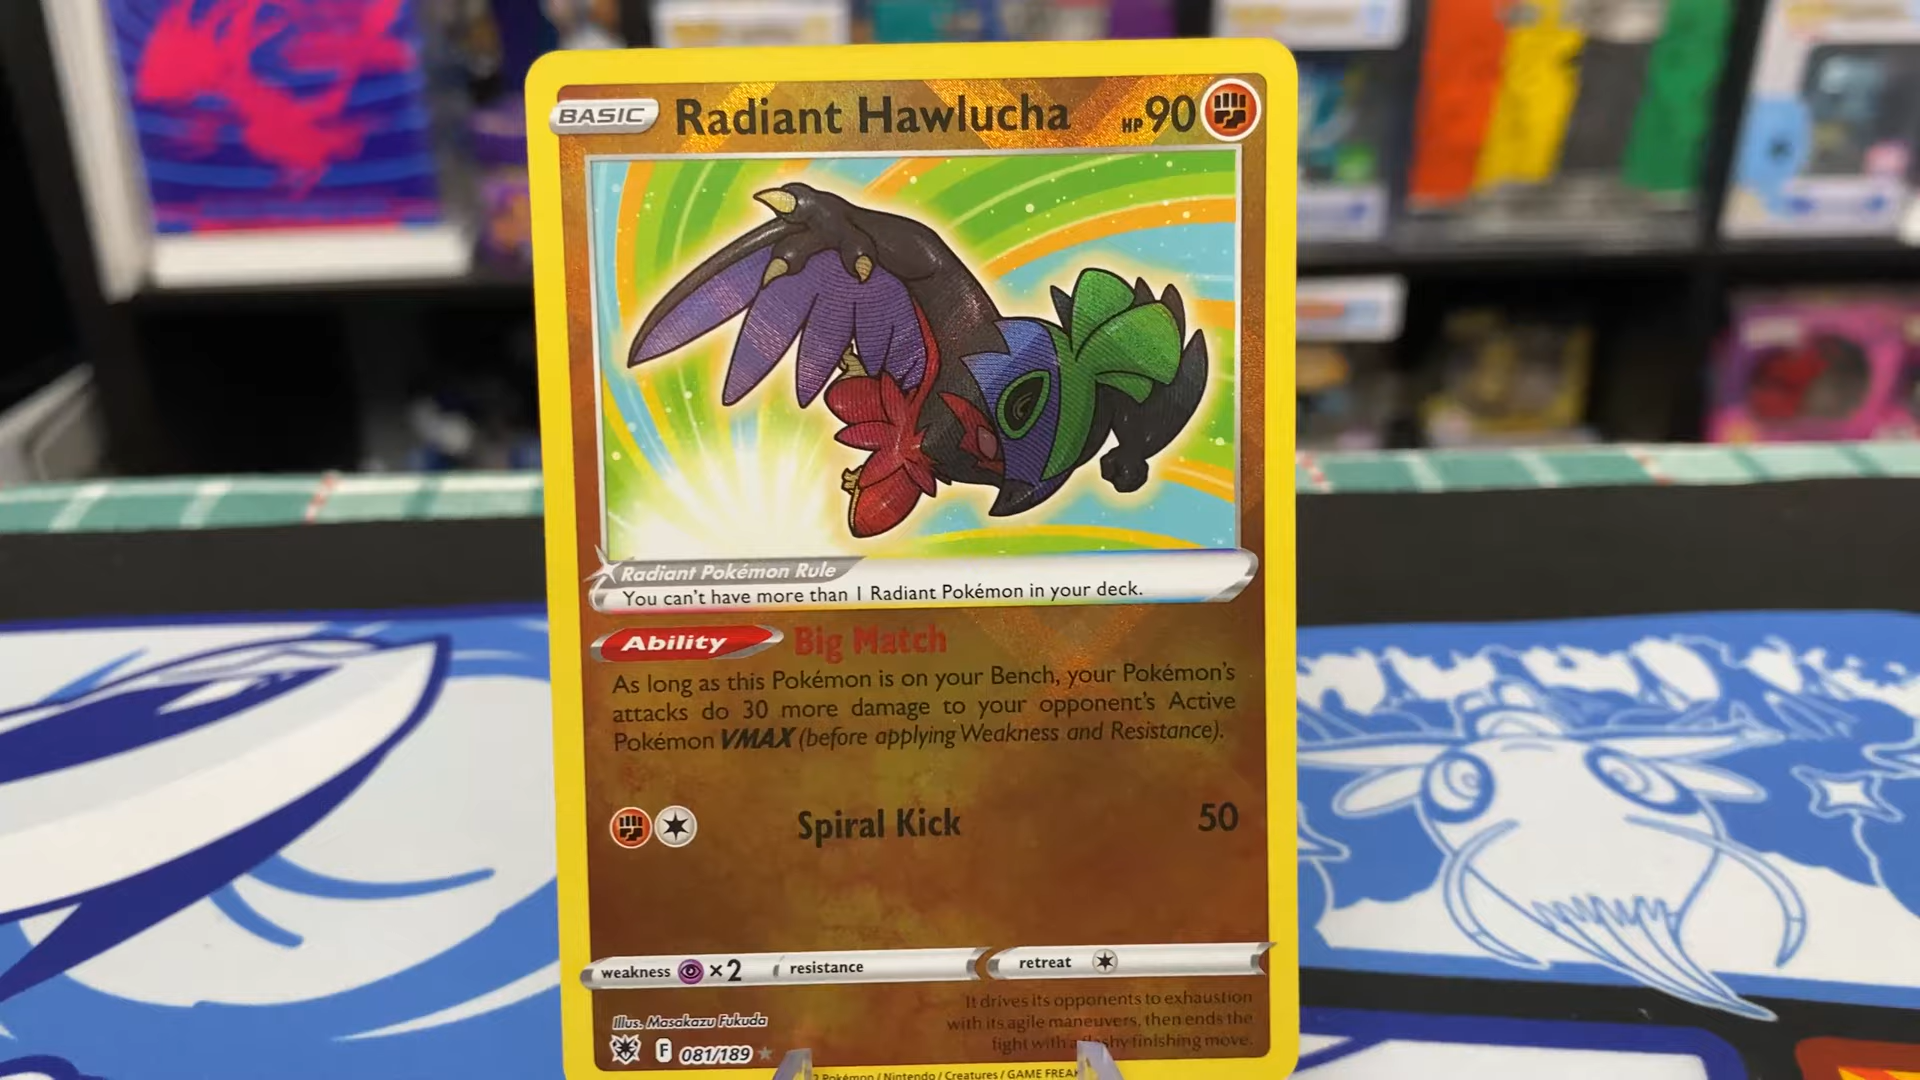 BASIC Radiant Hawlucha HP 90
Radiant Pokémon Rule
You can't have more than 1 Radiant Pokémon in your deck.
Ability Big Match
As long as this Pokémon is on your Bench, your Pokémon's
attacks do 30 more damage to your opponent's Active
Pokémon VMAX (before applying Weakness and Resistance).
Spiral Kick 50
weakness ×2 resistance retreat
It drives its opponents to exhaustion
with its agile maneuvers, then ends the
fight with a flashy finishing move.
Illus. Masakazu Fukuda
F 081/189
Pokémon / Nintendo / Creatures / GAME FREAK